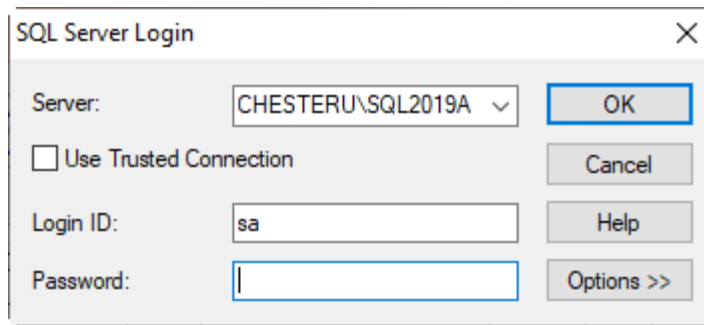 SQL Server Login
Server: CHESTERU\SQL2019A OK
Use Trusted Connection Cancel
Login ID: sa Help
Password: Options >>